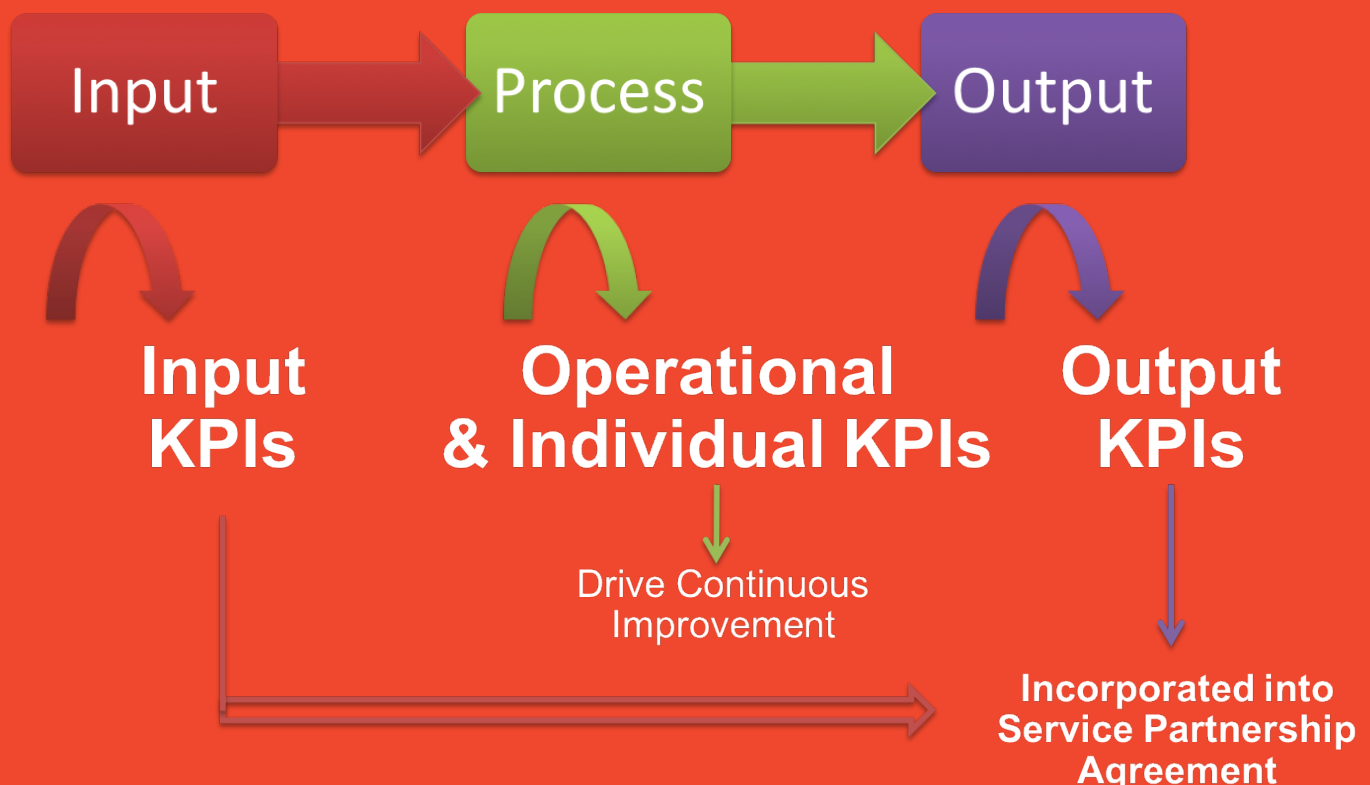 Input
Process
Output
Input
KPIs
Operational
& Individual KPIs
Output
KPIs
Drive Continuous
Improvement
Incorporated into
Service Partnership
Agreement